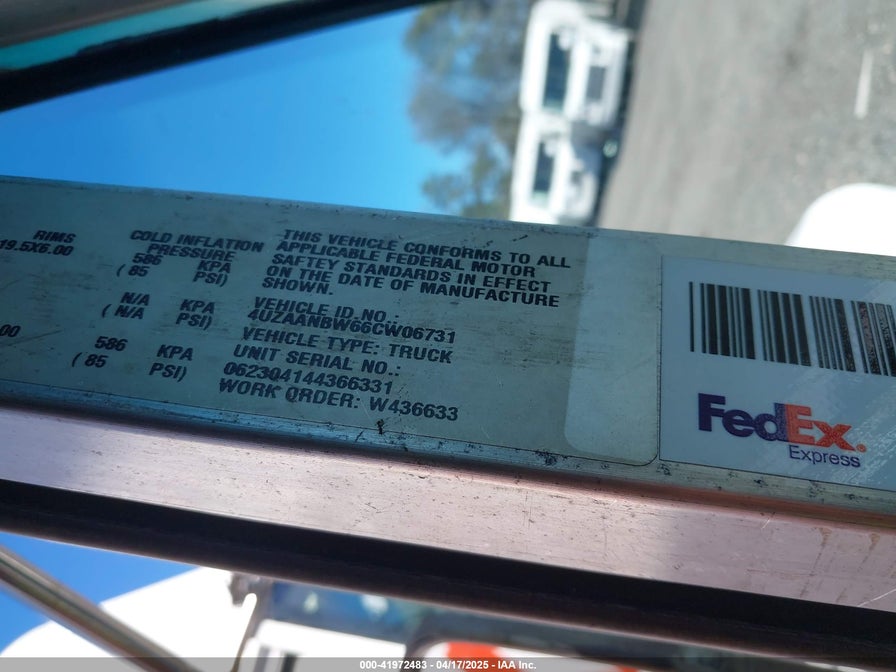 RIMS
19.5X6.00
.00
COLD INFLATION
PRESSURE
586 KPA
( 85 PSI)
N/A KPA
( N/A PSI)
586 KPA
( 85 PSI)
THIS VEHICLE CONFORMS TO ALL
APPLICABLE FEDERAL MOTOR
SAFTEY STANDARDS IN EFFECT
ON THE DATE OF MANUFACTURE
SHOWN.
VEHICLE ID NO.:
4UZAANBW66CW06731
VEHICLE TYPE: TRUCK
UNIT SERIAL NO.:
062304144366331
WORK ORDER: W436633
FedEx.
Express
000-41972483 - 04/17/2025 - IAA Inc.